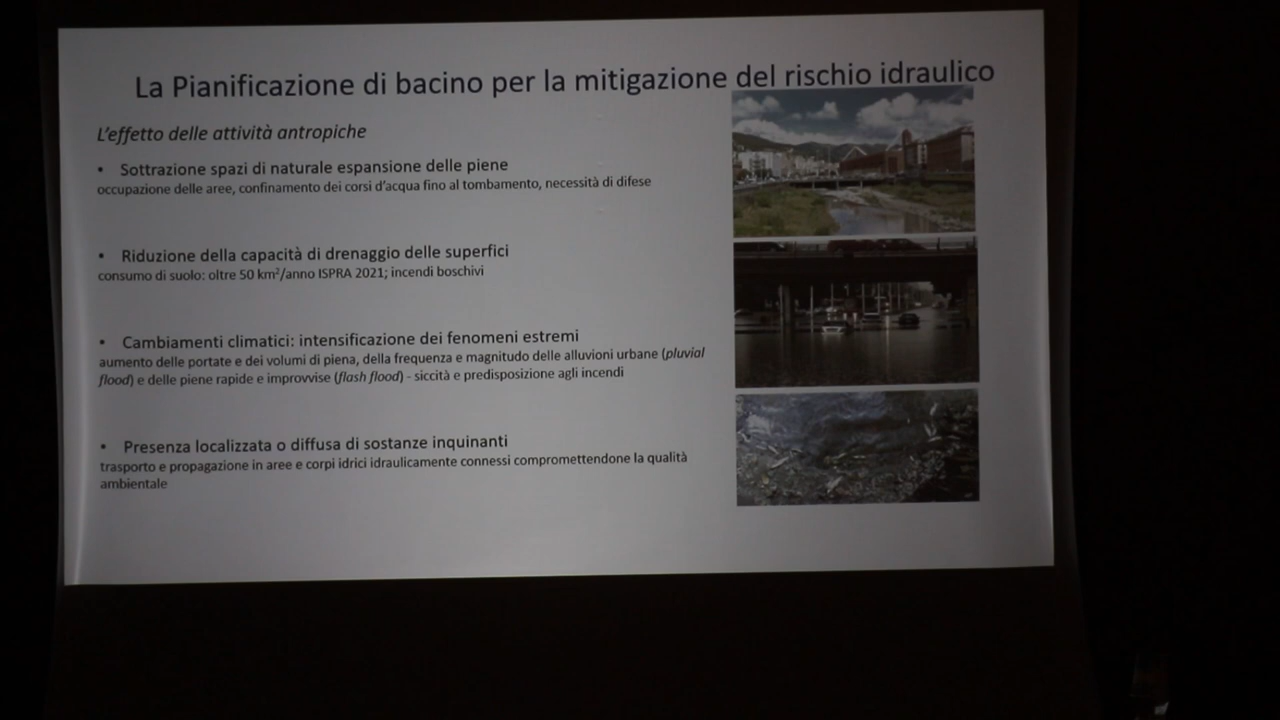 La Pianificazione di bacino per la mitigazione del rischio idraulico
L'effetto delle attività antropiche
• Sottrazione spazi di naturale espansione delle piene
occupazione delle aree, confinamento dei corsi d'acqua fino al tombamento, necessità di difese
• Riduzione della capacità di drenaggio delle superfici
consumo di suolo: oltre 50 km²/anno ISPRA 2021; incendi boschivi
• Cambiamenti climatici: intensificazione dei fenomeni estremi
aumento delle portate e dei volumi di piena, della frequenza e magnitudo delle alluvioni urbane (pluvial
flood) e delle piene rapide e improvvise (flash flood) - siccità e predisposizione agli incendi
• Presenza localizzata o diffusa di sostanze inquinanti
trasporto e propagazione in aree e corpi idrici idraulicamente connessi compromettendone la qualità
ambientale